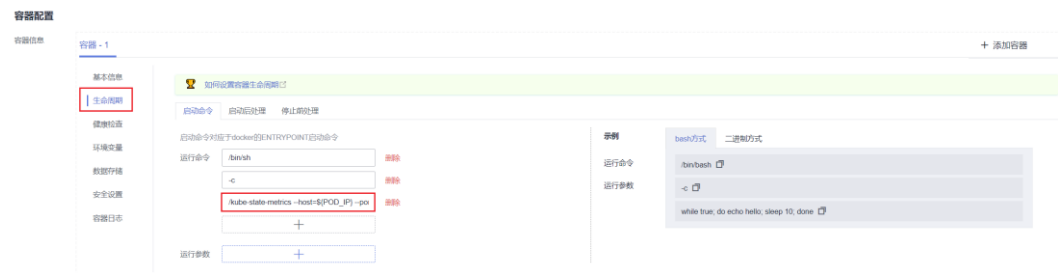 容器配置
容器信息
容器 - 1
+ 添加容器
基本信息
生命周期
健康检查
环境变量
数据存储
安全设置
容器日志
如何设置容器生命周期
启动命令 启动后处理 停止前处理
启动命令对应于docker的ENTRYPOINT启动命令
运行命令 /bin/sh 删除
-c 删除
/kube-state-metrics --host=$(POD_IP) --por 删除
运行参数
示例 bash方式 二进制方式
运行命令 /bin/bash
运行参数 -c
while true; do echo hello; sleep 10; done